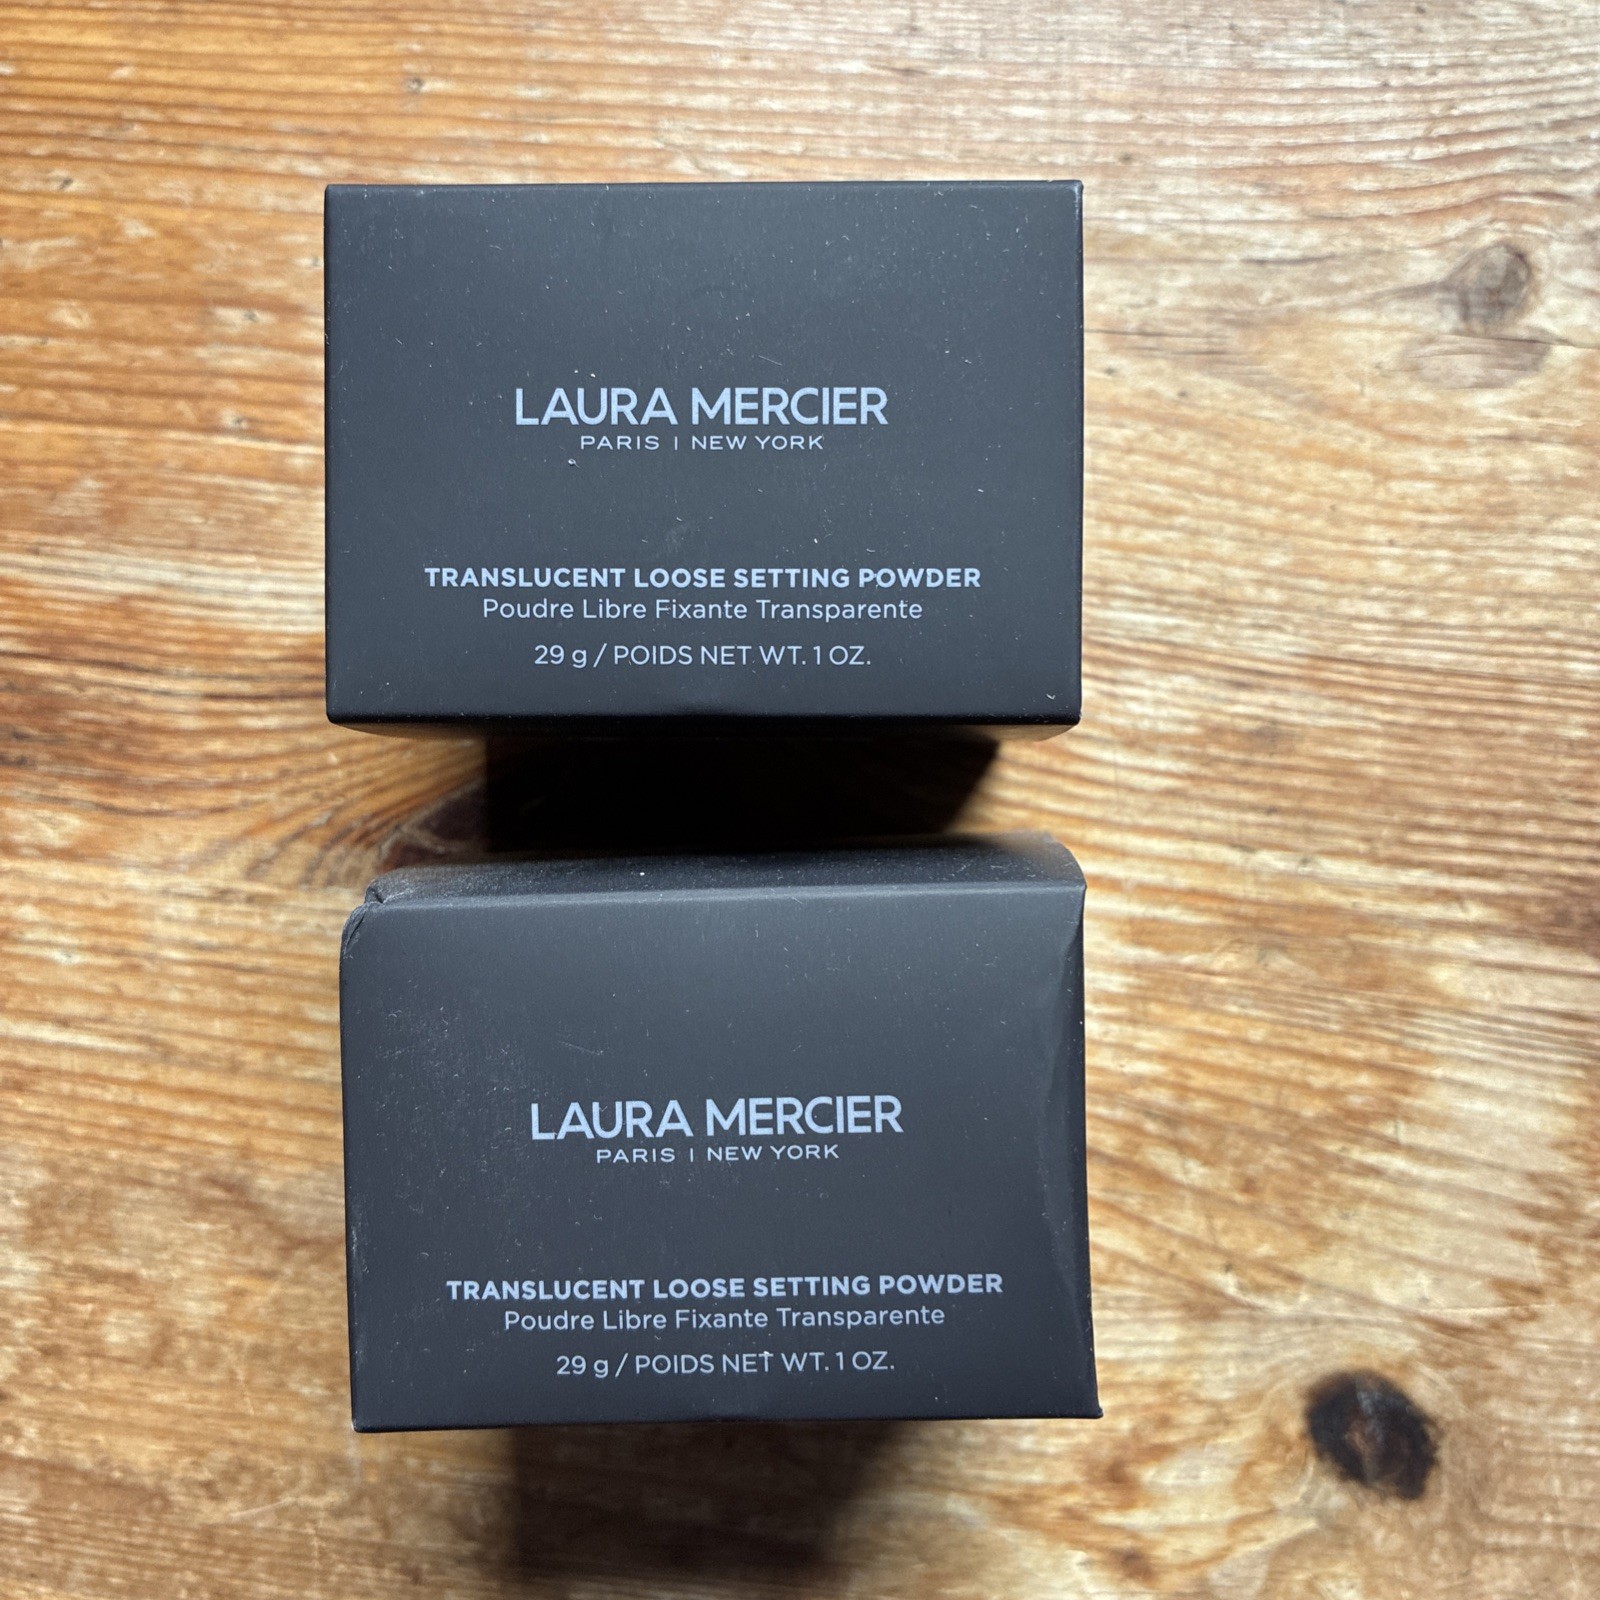 LAURA MERCIER
PARIS | NEW YORK
TRANSLUCENT LOOSE SETTING POWDER
Poudre Libre Fixante Transparente
29 g / POIDS NET WT. 1 OZ.
LAURA MERCIER
PARIS | NEW YORK
TRANSLUCENT LOOSE SETTING POWDER
Poudre Libre Fixante Transparente
29 g / POIDS NET WT. 1 OZ.